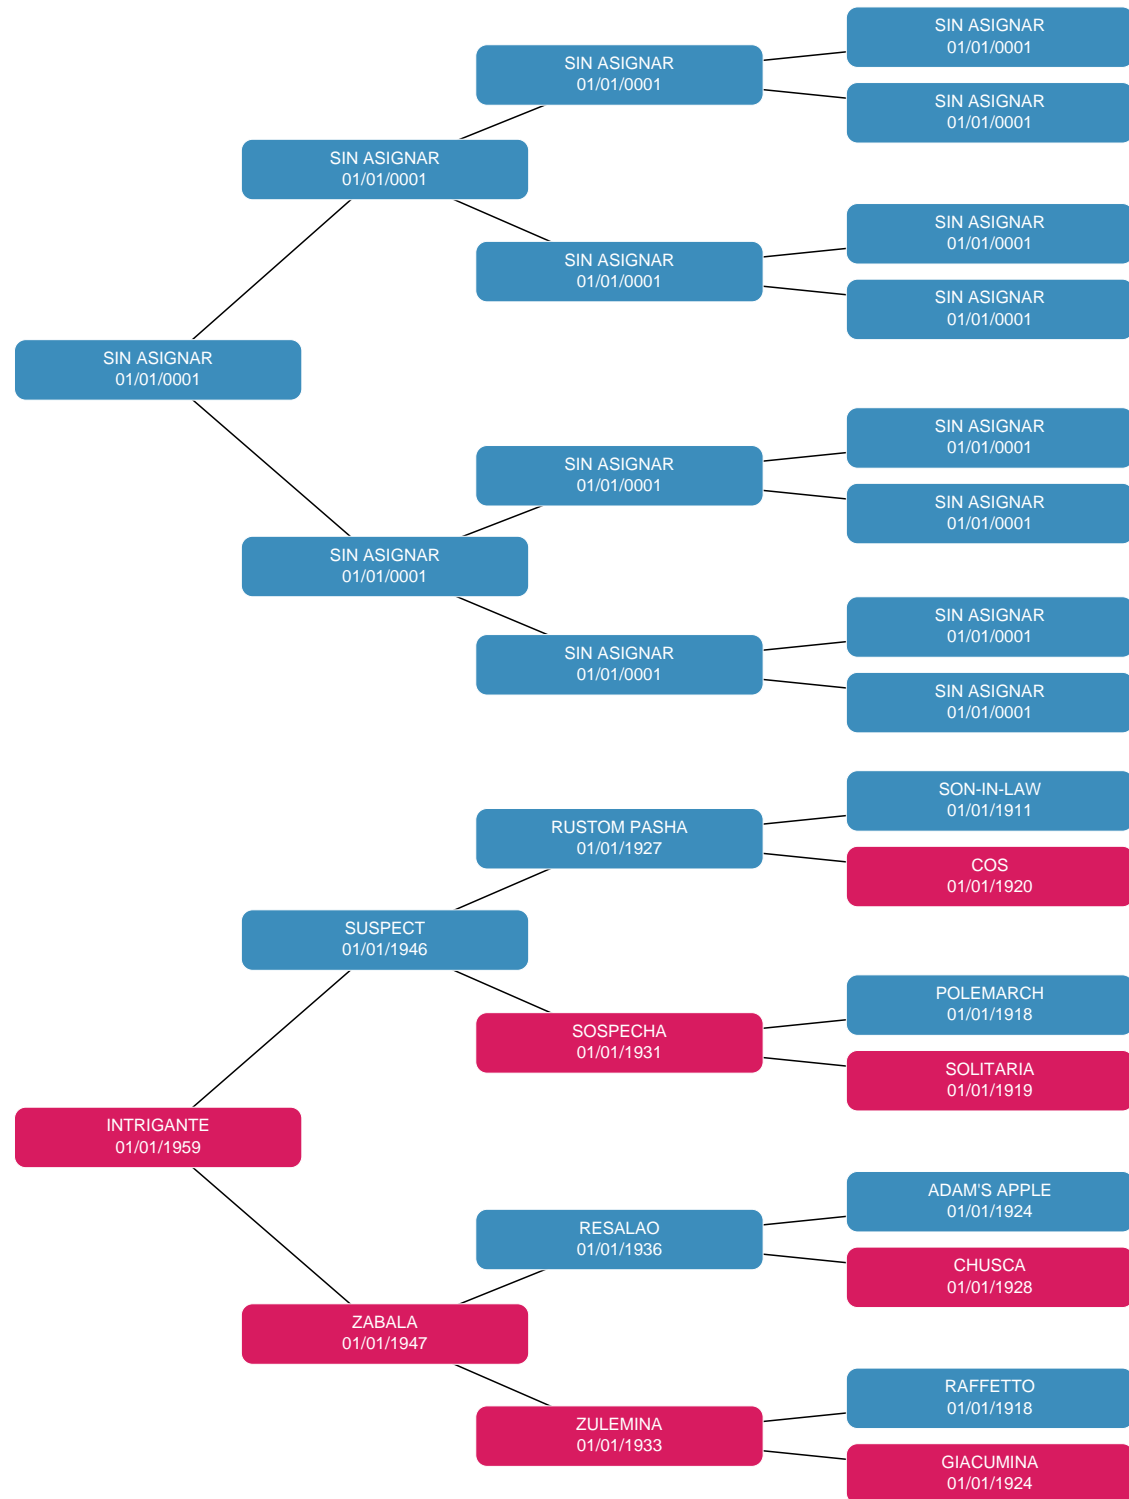 SIN ASIGNAR
01/01/0001
SIN ASIGNAR
01/01/0001
SIN ASIGNAR
01/01/0001
SIN ASIGNAR
01/01/0001
SIN ASIGNAR
01/01/0001
SIN ASIGNAR
01/01/0001
SIN ASIGNAR
01/01/0001
SIN ASIGNAR
01/01/0001
SIN ASIGNAR
01/01/0001
SIN ASIGNAR
01/01/0001
SIN ASIGNAR
01/01/0001
SIN ASIGNAR
01/01/0001
SIN ASIGNAR
01/01/0001
SIN ASIGNAR
01/01/0001
SIN ASIGNAR
01/01/0001
SON-IN-LAW
01/01/1911
RUSTOM PASHA
01/01/1927
COS
01/01/1920
SUSPECT
01/01/1946
POLEMARCH
01/01/1918
SOSPECHA
01/01/1931
SOLITARIA
01/01/1919
INTRIGANTE
01/01/1959
ADAM'S APPLE
01/01/1924
RESALAO
01/01/1936
CHUSCA
01/01/1928
ZABALA
01/01/1947
RAFFETTO
01/01/1918
ZULEMINA
01/01/1933
GIACUMINA
01/01/1924